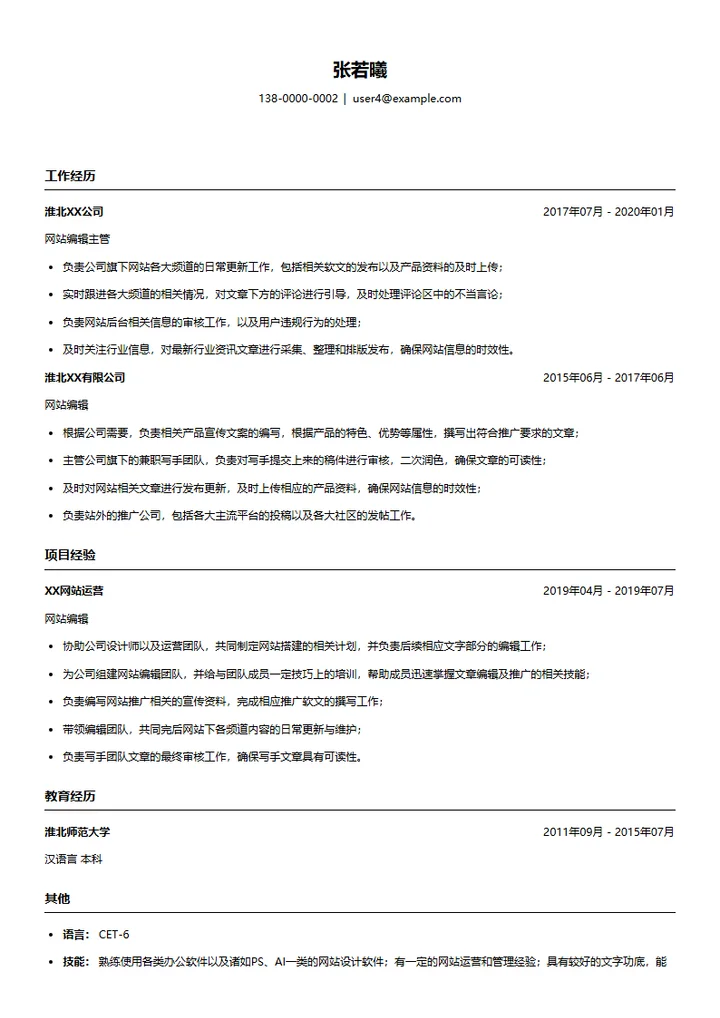 张若曦
138-0000-0002 | user4@example.com
工作经历
淮北XX公司 2017年07月 - 2020年01月
网站编辑主管
• 负责公司旗下网站各大频道的日常更新工作，包括相关软文的发布以及产品资料的及时上传；
• 实时跟进各大频道的相关情况，对文章下方的评论进行引导，及时处理评论区中的不当言论；
• 负责网站后台相关信息的审核工作，以及用户违规行为的处理；
• 及时关注行业信息，对最新行业资讯文章进行采集、整理和排版发布，确保网站信息的时效性。
淮北XX有限公司 2015年06月 - 2017年06月
网站编辑
• 根据公司需要，负责相关产品宣传文案的编写，根据产品的特色、优势等属性，撰写出符合推广要求的文章；
• 主管公司旗下的兼职写手团队，负责对写手提交上来的稿件进行审核，二次润色，确保文章的可读性；
• 及时对网站相关文章进行发布更新，及时上传相应的产品资料，确保网站信息的时效性；
• 负责站外的推广公司，包括各大主流平台的投稿以及各大社区的发帖工作。
项目经验
XX网站运营 2019年04月 - 2019年07月
网站编辑
• 协助公司设计师以及运营团队，共同制定网站搭建的相关计划，并负责后续相应文字部分的编辑工作；
• 为公司组建网站编辑团队，并给与团队成员一定技巧上的培训，帮助成员迅速掌握文章编辑及推广的相关技能；
• 负责编写网站推广相关的宣传资料，完成相应推广软文的撰写工作；
• 带领编辑团队，共同完后网站下各频道内容的日常更新与维护；
• 负责写手团队文章的最终审核工作，确保写手文章具有可读性。
教育经历
淮北师范大学 2011年09月 - 2015年07月
汉语言 本科
其他
• 语言： CET-6
• 技能： 熟练使用各类办公软件以及诸如PS、AI一类的网站设计软件；有一定的网站运营和管理经验；具有较好的文字功底，能